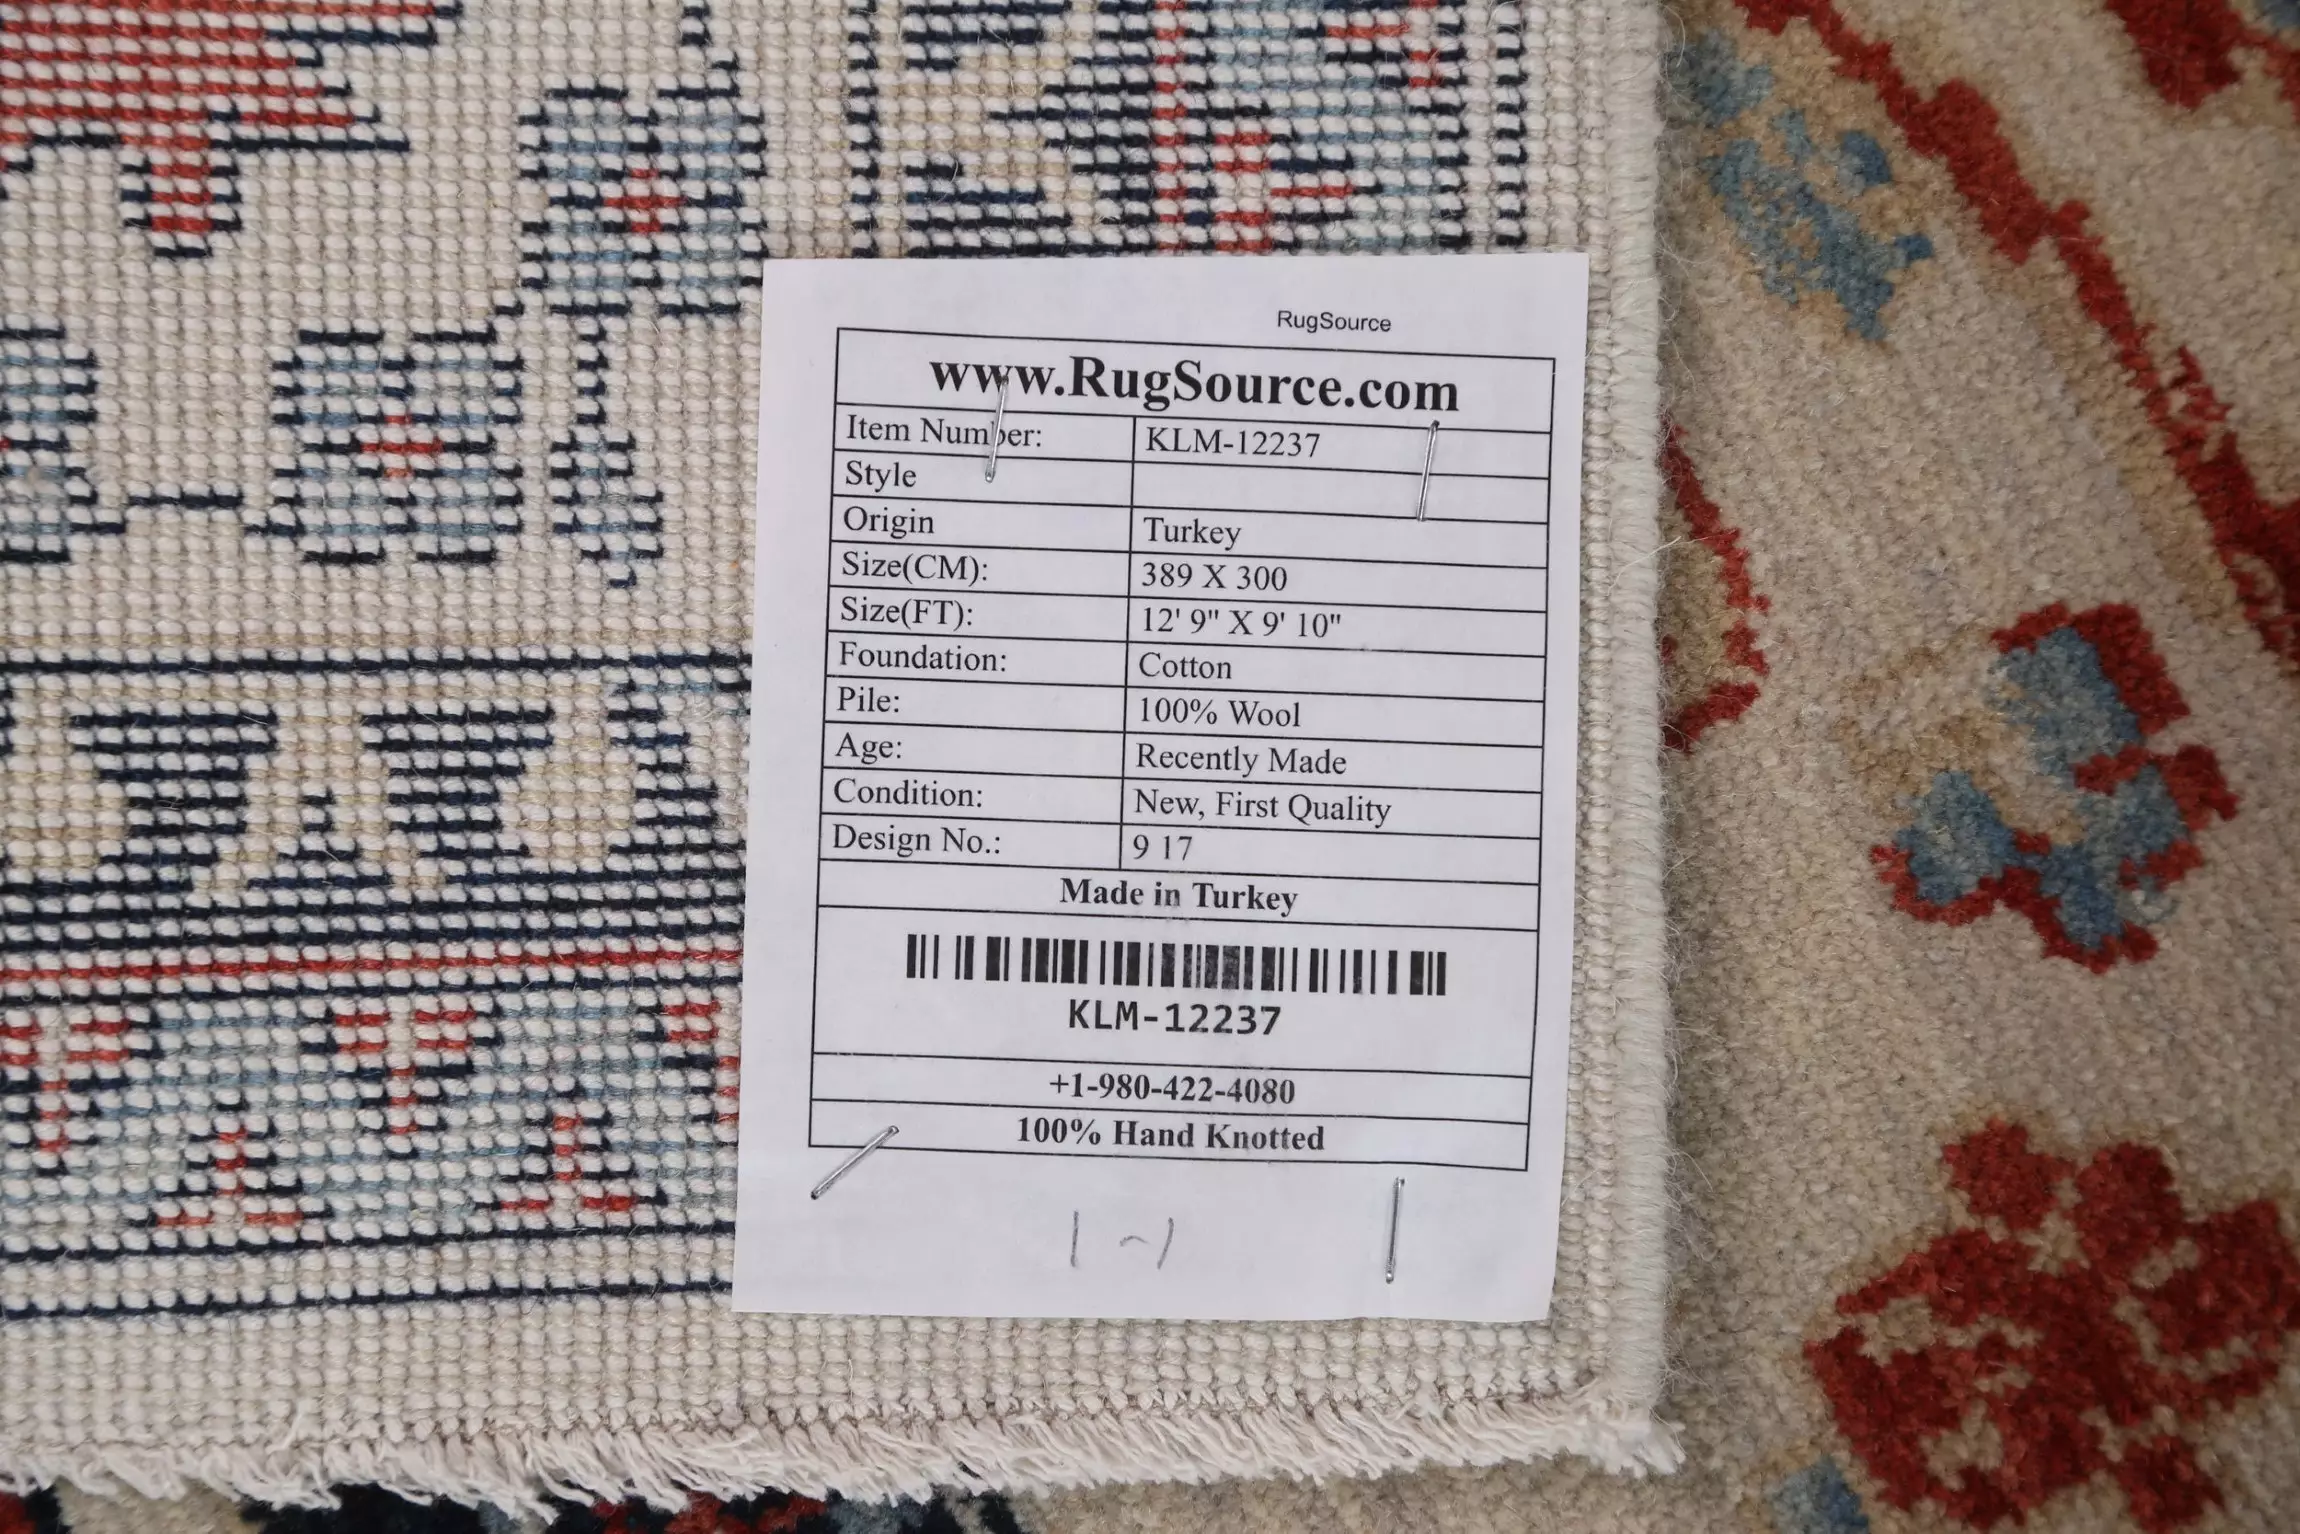 RugSource
www.RugSource.com
Item Number: KLM-12237
Style
Origin Turkey
Size(CM): 389 X 300
Size(FT): 12' 9" X 9' 10"
Foundation: Cotton
Pile: 100% Wool
Age: Recently Made
Condition: New, First Quality
Design No.: 9 17
Made in Turkey
KLM-12237
+1-980-422-4080
100% Hand Knotted
1 ~1